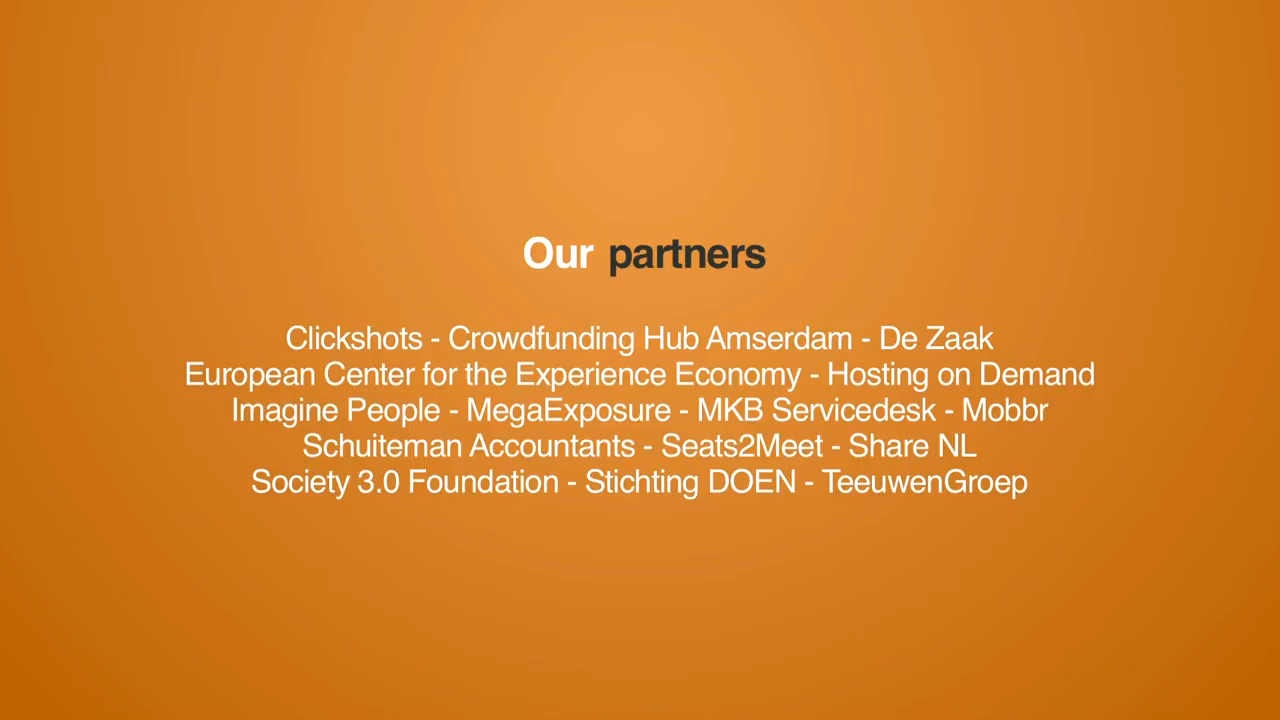 Our partners
Clickshots - Crowdfunding Hub Amserdam - De Zaak
European Center for the Experience Economy - Hosting on Demand
Imagine People - MegaExposure - MKB Servicedesk - Mobbr
Schuiteman Accountants - Seats2Meet - Share NL
Society 3.0 Foundation - Stichting DOEN - TeeuwenGroep